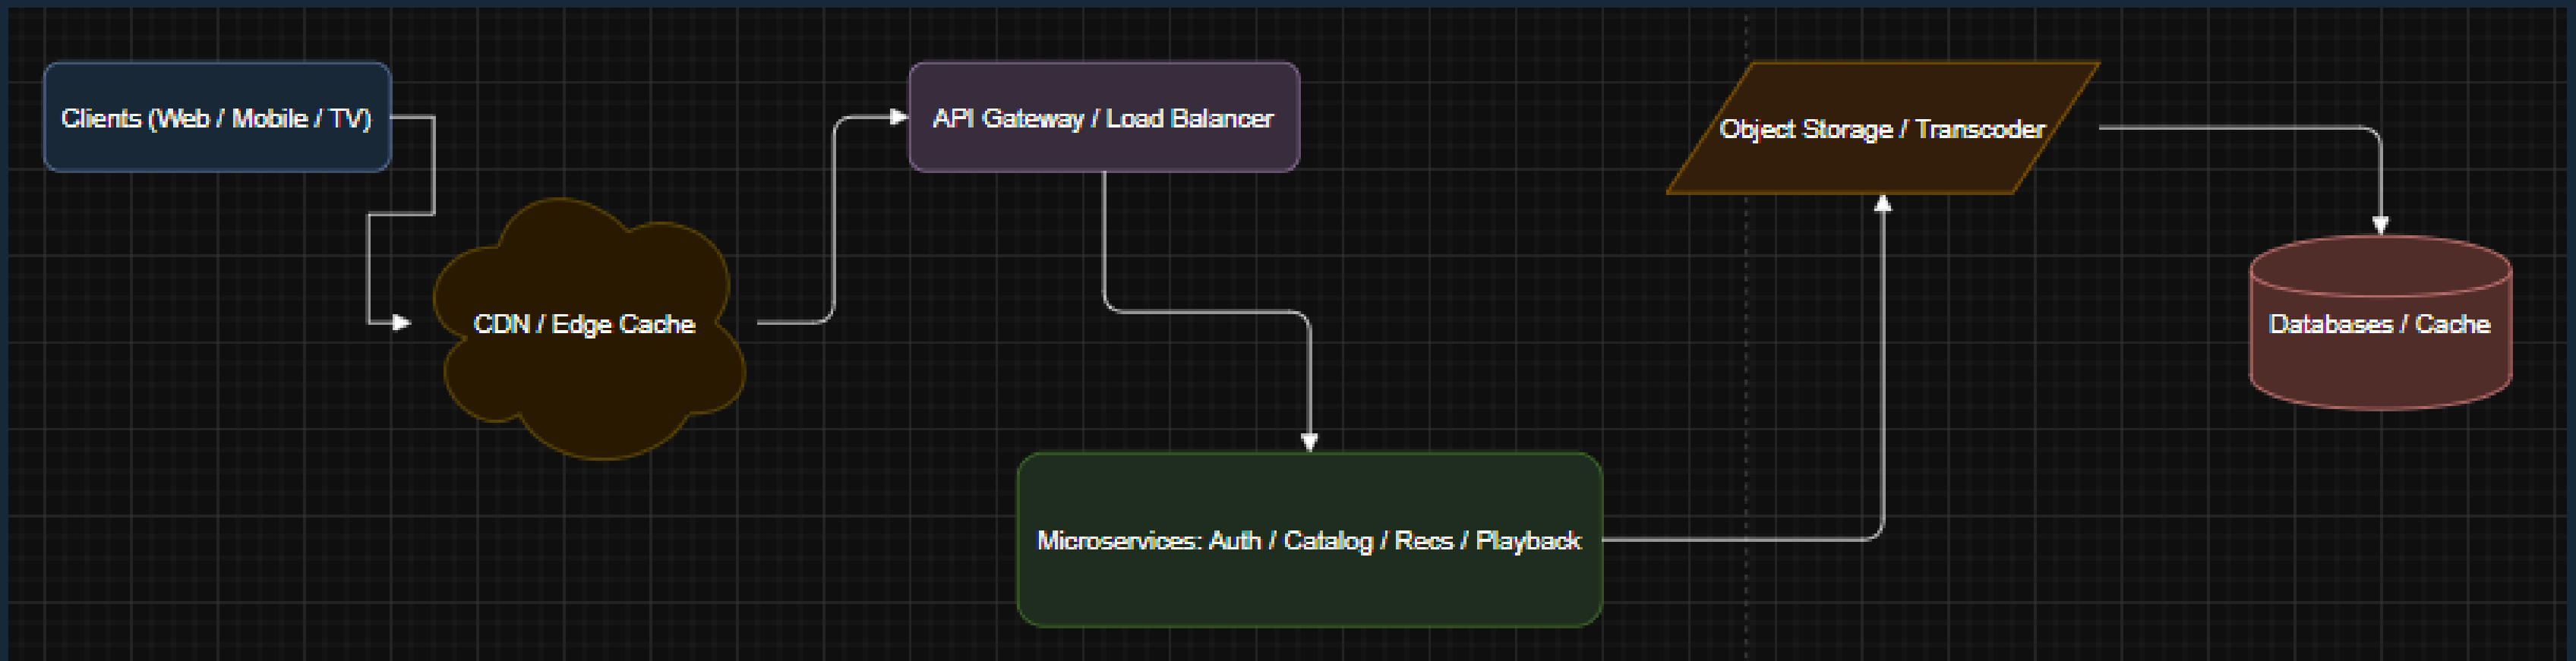 Clients (Web / Mobile / TV)
API Gateway / Load Balancer
Object Storage / Transcoder
CDN / Edge Cache
Databases / Cache
Microservices: Auth / Catalog / Recs / Playback